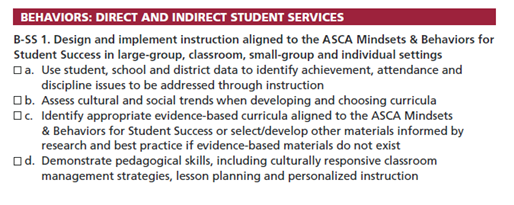 BEHAVIORS: DIRECT AND INDIRECT STUDENT SERVICES
B-SS 1. Design and implement instruction aligned to the ASCA Mindsets & Behaviors for
Student Success in large-group, classroom, small-group and individual settings
☐ a. Use student, school and district data to identify achievement, attendance and
discipline issues to be addressed through instruction
☐ b. Assess cultural and social trends when developing and choosing curricula
☐ c. Identify appropriate evidence-based curricula aligned to the ASCA Mindsets
& Behaviors for Student Success or select/develop other materials informed by
research and best practice if evidence-based materials do not exist
☐ d. Demonstrate pedagogical skills, including culturally responsive classroom
management strategies, lesson planning and personalized instruction